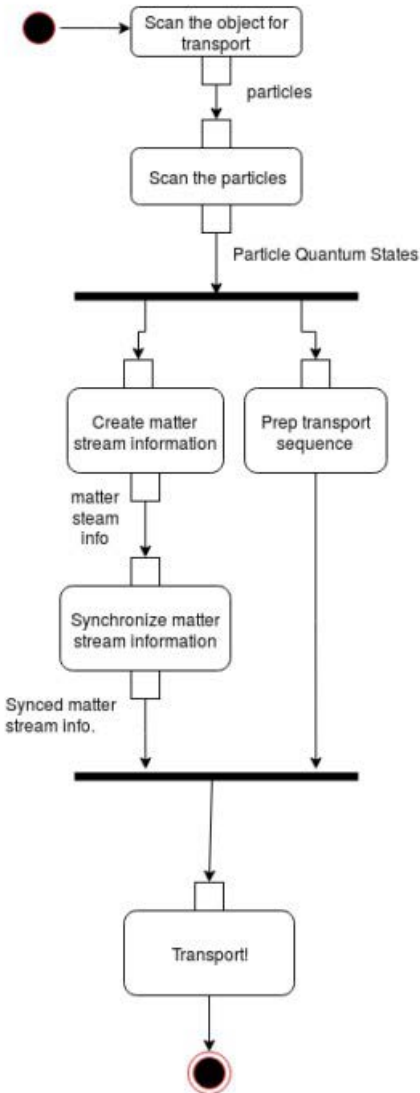 Scan the object for
transport
particles
Scan the particles
Particle Quantum States
Create matter
stream information
Prep transport
sequence
matter
steam
info
Synchronize matter
stream information
Synced matter
stream info.
Transport!